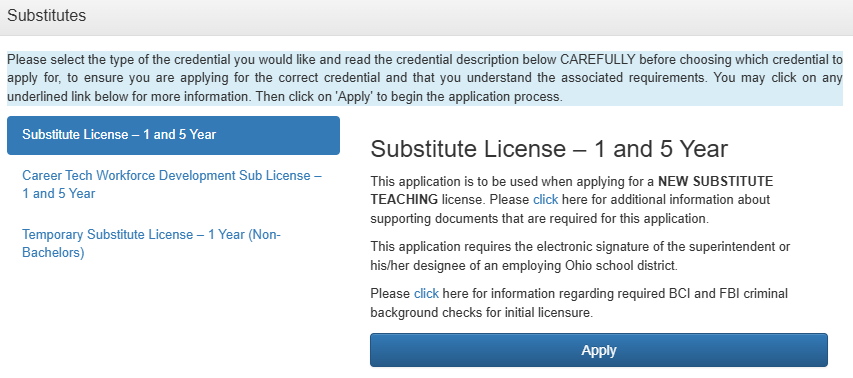 Substitutes
Please select the type of the credential you would like and read the credential description below CAREFULLY before choosing which credential to
apply for, to ensure you are applying for the correct credential and that you understand the associated requirements. You may click on any
underlined link below for more information. Then click on 'Apply' to begin the application process.
Substitute License – 1 and 5 Year
Career Tech Workforce Development Sub License –
1 and 5 Year
Temporary Substitute License – 1 Year (Non-
Bachelors)
Substitute License – 1 and 5 Year
This application is to be used when applying for a NEW SUBSTITUTE
TEACHING license. Please click here for additional information about
supporting documents that are required for this application.
This application requires the electronic signature of the superintendent or
his/her designee of an employing Ohio school district.
Please click here for information regarding required BCI and FBI criminal
background checks for initial licensure.
Apply